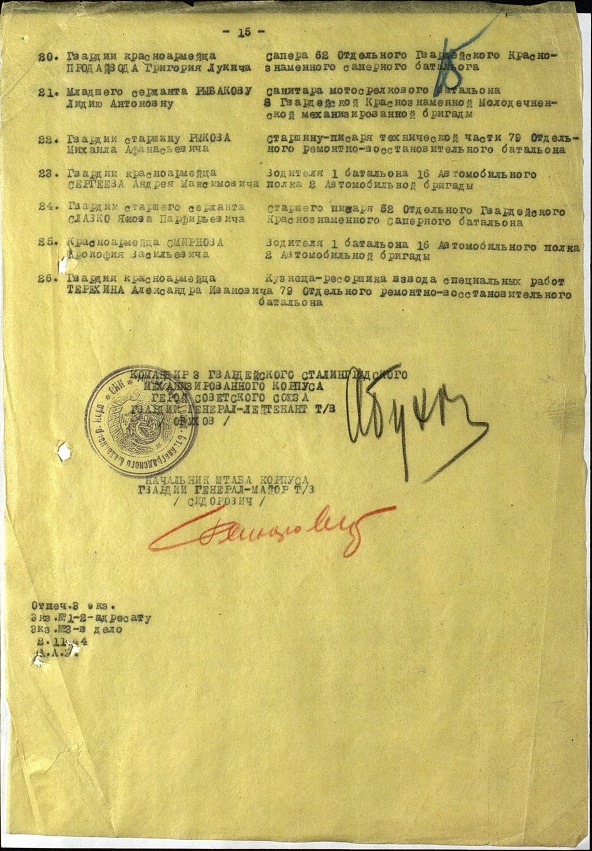 - 15 -
20. Гвардии красноармейца сапера 52 Отдельного Гвардейского Красно-
ПРОДАЙВОДА Григория Лукича знаменного саперного батальога
21. Младшего сержанта РЫБАКОВУ санитара мотострелкового батальона
Лидию Антоновну 8 Гвардейской Краснознаменной Молодечнен-
ской механизированной бригады
22. Гвардии старшину РЫКОВА Старшину-писаря технической части 79 Отдель-
Михаила Афанасьевича ного ремонтно-восстановительного батальона
23. Гвардии красноармейца Водителя 1 батальона 16 Автомобильного
СЕРГЕЕВА Андрея Максимовича полка 2 Автомобильной бригады
24. Гвардии старшего сержанта Старшего писаря 52 Отдельного Гвардейского
СЛАЗКО Якова Парфирьевича Краснознаменного Саперного батальона
25. Красноармейца СМИРНОВА Водителя 1 батальона 16 Автомобильного полка
Прокофия Васильевича 2 Автомобильной бригады
26. Гвардии красноармейца Кузнеца-ресорщика взвода специальных работ
ТЕРЕХИНА Александра Ивановича 79 Отдельного ремонтно-восстановительного
батальона
КОМАНДИР 3 ГВАРДЕЙСКОГО СТАЛИНГРАДСКОГО
МЕХАНИЗИРОВАННОГО КОРПУСА
ГЕРОЙ СОВЕТСКОГО СОЮЗА
ГВАРДИИ ГЕНЕРАЛ-ЛЕЙТЕНАНТ Т/В
/ ОБУХОВ /
Обухов
НАЧАЛЬНИК ШТАБА КОРПУСА
ГВАРДИИ ГЕНЕРАЛ-МАЙОР Т/В
/ СИДОРОВИЧ /
Отпеч.3 экз.
Экз.№1-2-адресату
Экз.№3-в дело
2.11.44
А.А.У.